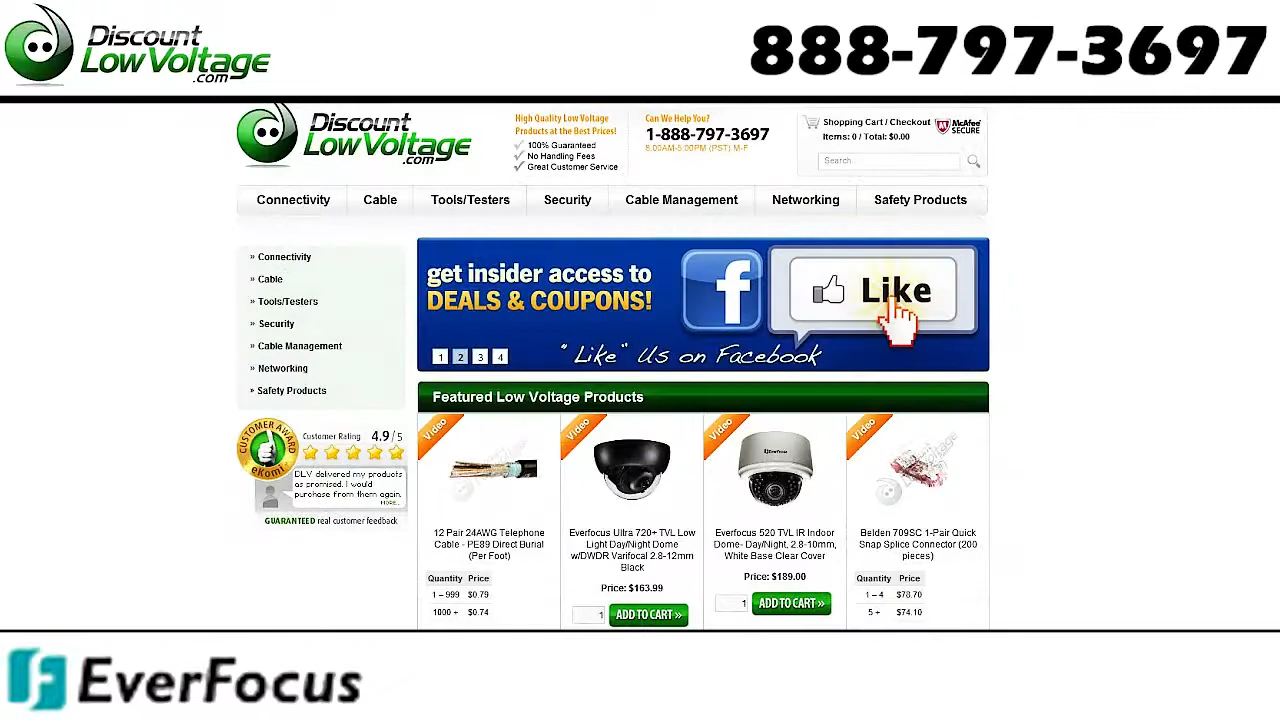 Discount
LowVoltage
.com
888-797-3697
Discount
LowVoltage
.com
High Quality Low Voltage
Products at the Best Prices!
100% Guaranteed
No Handling Fees
Great Customer Service
Can We Help You?
1-888-797-3697
8:00AM-5:00PM (PST) M-F
Shopping Cart / Checkout
Items: 0 / Total: $0.00
McAfee
SECURE
Search
Connectivity Cable Tools/Testers Security Cable Management Networking Safety Products
» Connectivity
» Cable
» Tools/Testers
» Security
» Cable Management
» Networking
» Safety Products
get insider access to
DEALS & COUPONS!
f
Like
1 2 3 4
"Like" Us on Facebook
CUSTOMER AWARD
eKomi
Customer Rating 4.9/5
DLV delivered my products
as promised. I would
purchase from them again.
MORE...
GUARANTEED real customer feedback
Featured Low Voltage Products
Video
12 Pair 24AWG Telephone
Cable - PE89 Direct Burial
(Per Foot)
Quantity Price
1 – 999 $0.79
1000 + $0.74
Video
Everfocus Ultra 720+ TVL Low
Light Day/Night Dome
w/DWDR Varifocal 2.8-12mm
Black
Price: $163.99
1 ADD TO CART »
Video
EverFocus
Everfocus 520 TVL IR Indoor
Dome- Day/Night, 2.8-10mm,
White Base Clear Cover
Price: $189.00
1 ADD TO CART »
Video
Belden 709SC 1-Pair Quick
Snap Splice Connector (200
pieces)
Quantity Price
1 – 4 $78.70
5 + $74.10
EverFocus